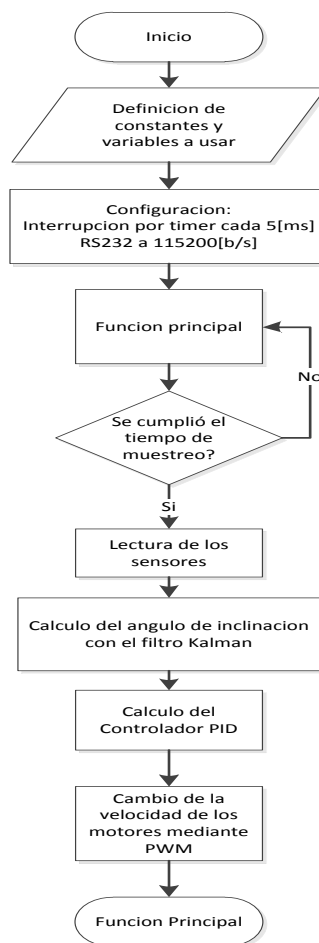 Inicio
Definicion de
constantes y
variables a usar
Configuracion:
Interrupcion por timer cada 5[ms]
RS232 a 115200[b/s]
Funcion principal
No
Se cumplió el
tiempo de
muestreo?
Si
Lectura de los
sensores
Calculo del angulo de inclinacion
con el filtro Kalman
Calculo del
Controlador PID
Cambio de la
velocidad de los
motores mediante
PWM
Funcion Principal